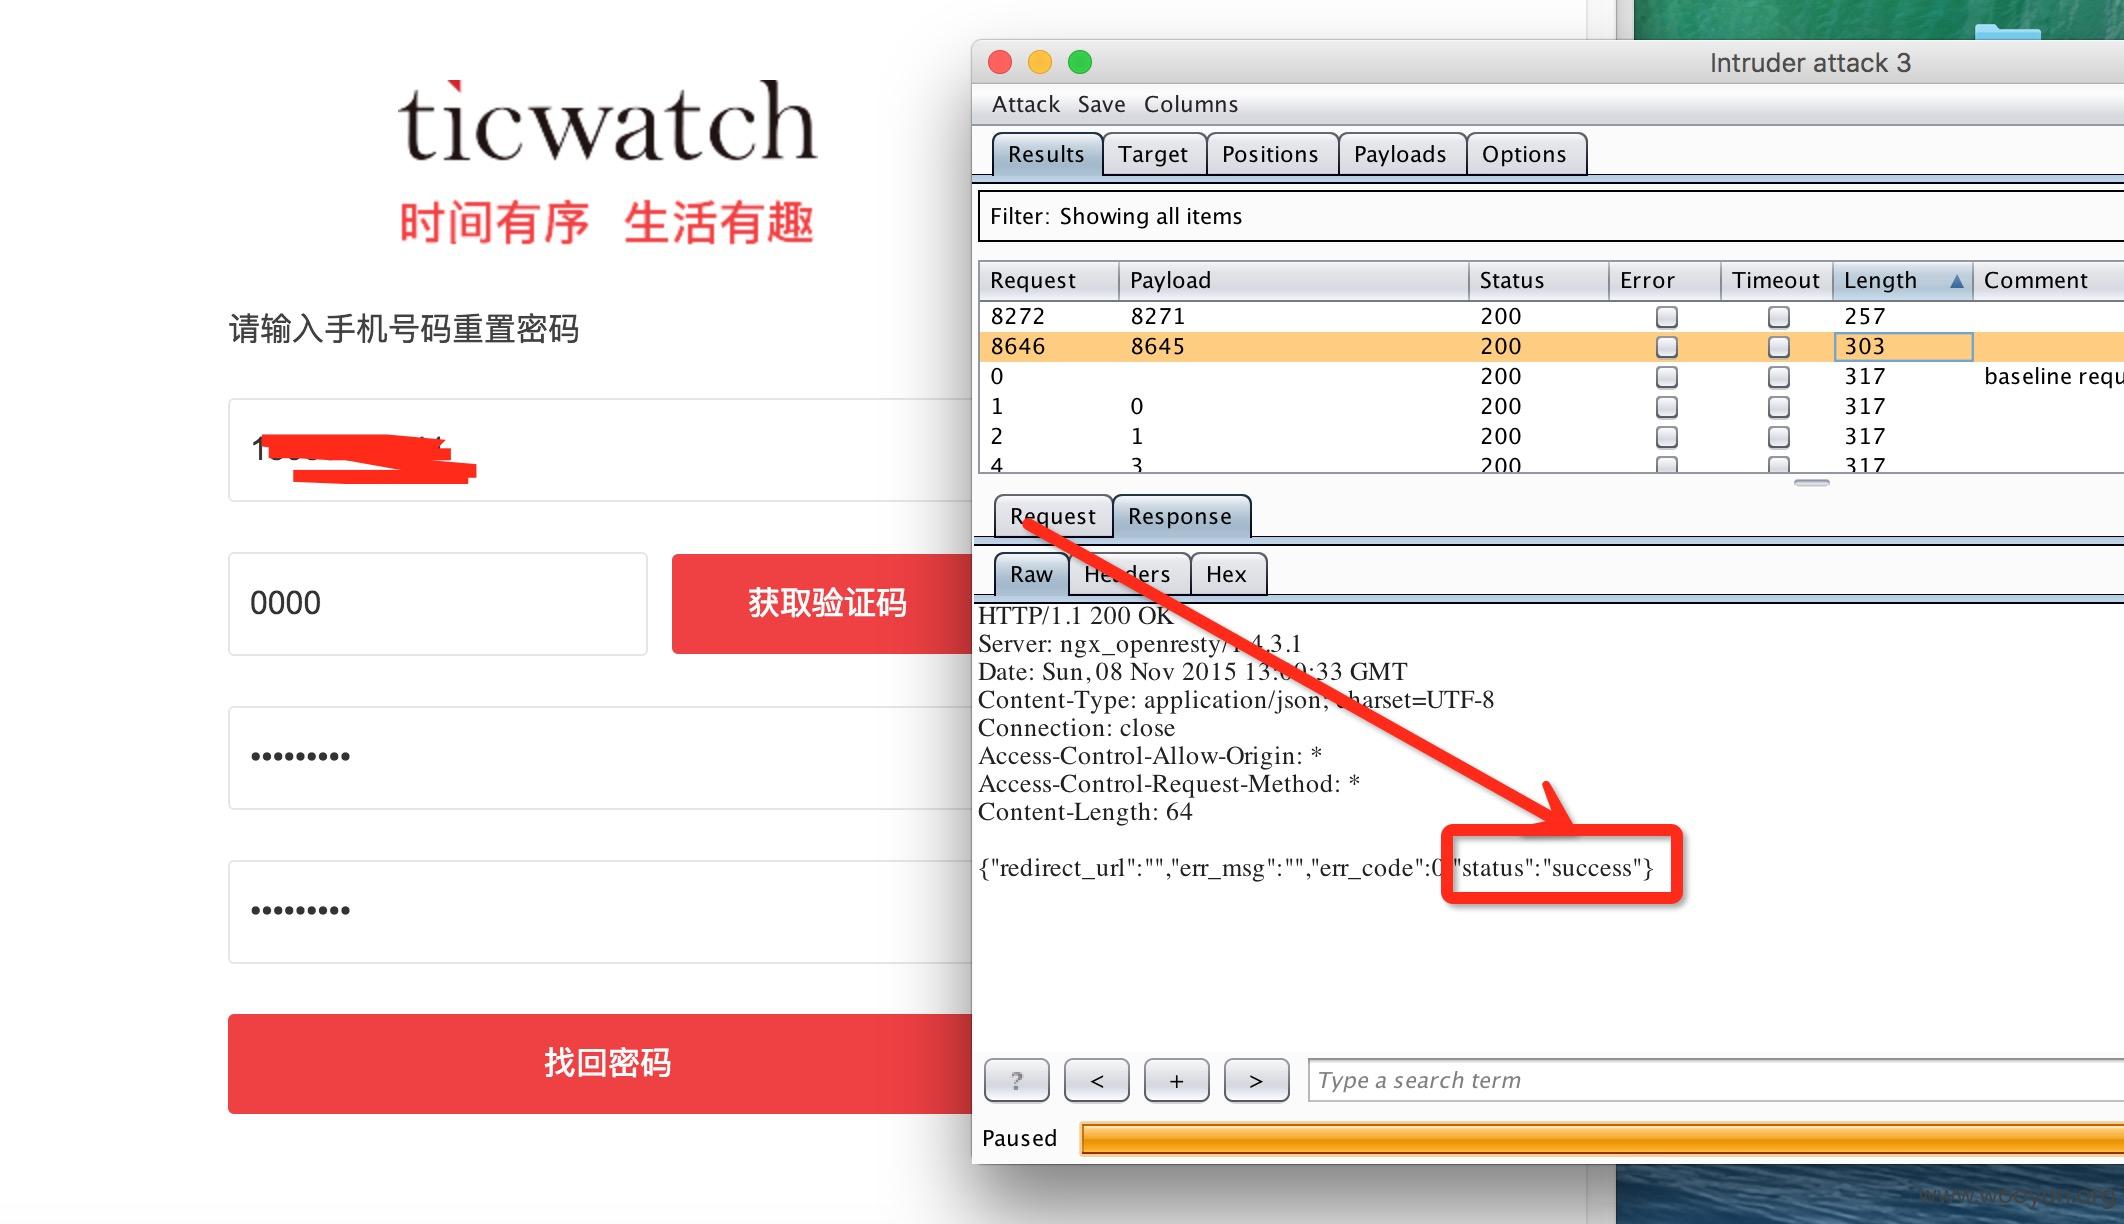 ticwatch
时间有序 生活有趣
请输入手机号码重置密码
0000
获取验证码
•••••••••
•••••••••
找回密码
Intruder attack 3
Attack Save Columns
Results Target Positions Payloads Options
Filter: Showing all items
Request Payload Status Error Timeout Length Comment
8272 8271 200 257
8646 8645 200 303
0 200 317 baseline requ
1 0 200 317
2 1 200 317
4 3 200 317
Request Response
Raw Headers Hex
HTTP/1.1 200 OK
Server: ngx_openresty/1.4.3.1
Date: Sun, 08 Nov 2015 GMT
Content-Type: application/json; charset=UTF-8
Connection: close
Access-Control-Allow-Origin: *
Access-Control-Request-Method: *
Content-Length: 64
{"redirect_url":"","err_msg":"","err_code":0,"status":"success"}
? < + >
Type a search term
Paused
www.wooyun.org